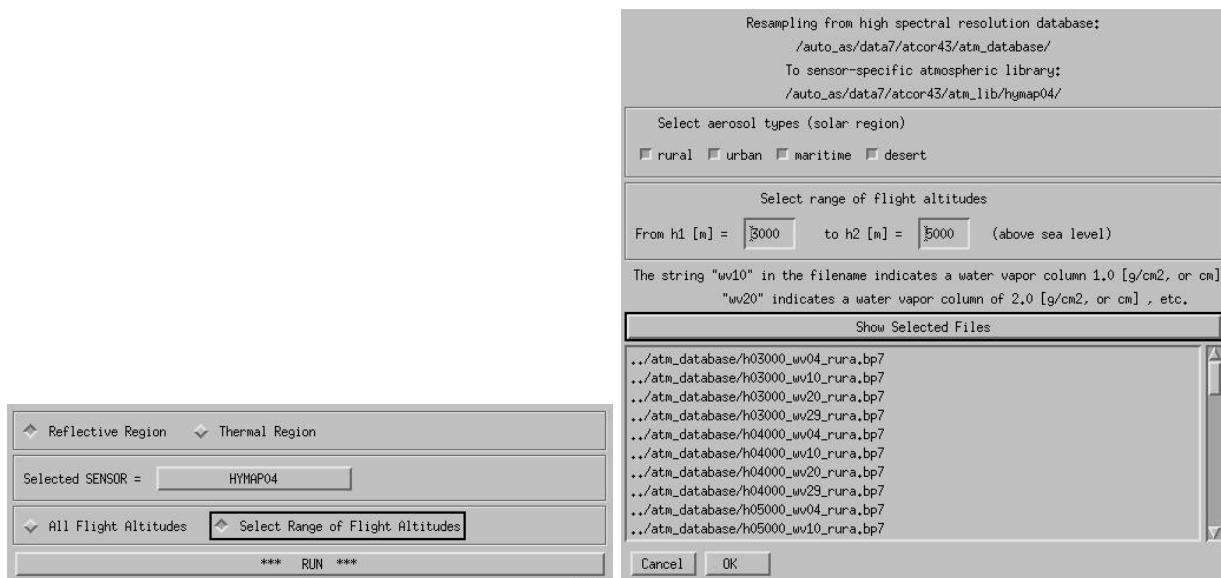 Reflective Region Thermal Region
Selected SENSOR = HYMAP04
All Flight Altitudes Select Range of Flight Altitudes
*** RUN ***
Resampling from high spectral resolution database:
/auto_as/data7/atcor43/atm_database/
To sensor-specific atmospheric library:
/auto_as/data7/atcor43/atm_lib/hymap04/
Select aerosol types (solar region)
rural urban maritime desert
Select range of flight altitudes
From h1 [m] = 3000 to h2 [m] = 5000 (above sea level)
The string "wv10" in the filename indicates a water vapor column 1.0 [g/cm2, or cm]
"wv20" indicates a water vapor column of 2.0 [g/cm2, or cm] , etc.
Show Selected Files
../atm_database/h03000_wv04_rura.bp7
../atm_database/h03000_wv10_rura.bp7
../atm_database/h03000_wv20_rura.bp7
../atm_database/h03000_wv29_rura.bp7
../atm_database/h04000_wv04_rura.bp7
../atm_database/h04000_wv10_rura.bp7
../atm_database/h04000_wv20_rura.bp7
../atm_database/h04000_wv29_rura.bp7
../atm_database/h05000_wv04_rura.bp7
../atm_database/h05000_wv10_rura.bp7
Cancel OK